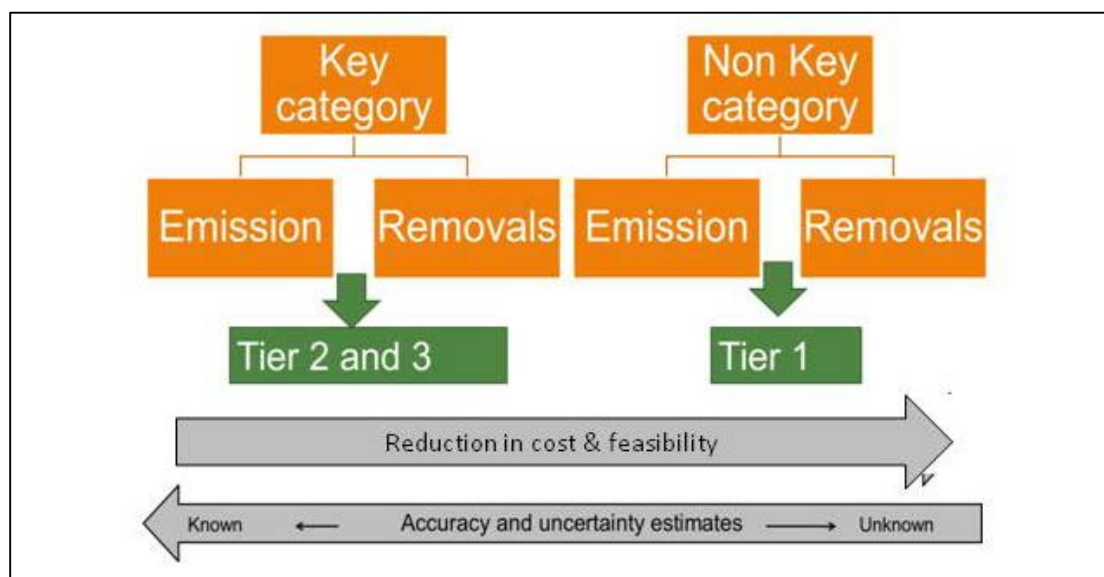 Key
category
Non Key
category
Emission
Removals
Emission
Removals
Tier 2 and 3
Tier 1
Reduction in cost & feasibility
Known ← Accuracy and uncertainty estimates → Unknown